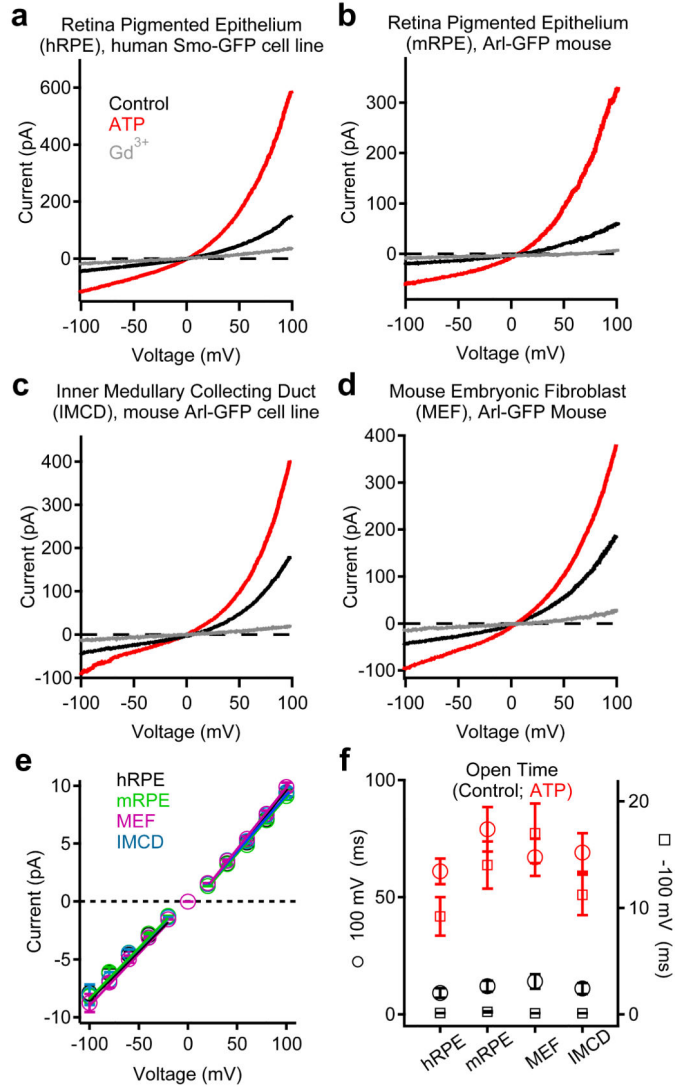 a
Retina Pigmented Epithelium
(hRPE), human Smo-GFP cell line
600
400
200
0
Current (pA)
Control
ATP
Gd3+
-100 -50 0 50 100
Voltage (mV)
b
Retina Pigmented Epithelium
(mRPE), Arl-GFP mouse
300
200
100
0
Current (pA)
-100 -50 0 50 100
Voltage (mV)
c
Inner Medullary Collecting Duct
(IMCD), mouse Arl-GFP cell line
400
300
200
100
0
-100
Current (pA)
-100 -50 0 50 100
Voltage (mV)
d
Mouse Embryonic Fibroblast
(MEF), Arl-GFP Mouse
400
300
200
100
0
-100
Current (pA)
-100 -50 0 50 100
Voltage (mV)
e
hRPE
mRPE
MEF
IMCD
10
5
0
-5
-10
Current (pA)
-100 -50 0 50 100
Voltage (mV)
f
Open Time
(Control; ATP)
100
50
0
100 mV (ms)
20
10
0
-100 mV (ms)
hRPE
mRPE
MEF
IMCD